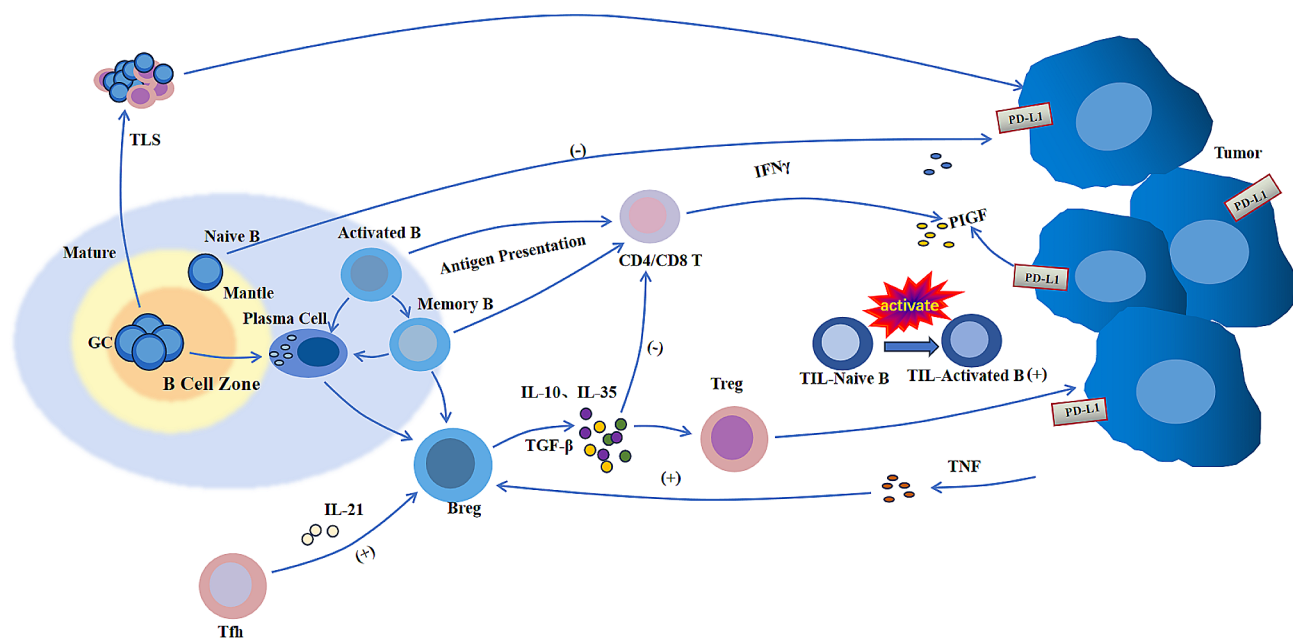 TLS
PD-L1
Tumor
(-)
IFNγ
PD-L1
Mature
Naive B
Activated B
Antigen Presentation
CD4/CD8 T
PIGF
Mantle
Plasma Cell
Memory B
PD-L1
activate
GC
B Cell Zone
(-)
TIL-Naive B
TIL-Activated B (+)
IL-10、IL-35
Treg
PD-L1
TGF-β
(+)
TNF
Breg
IL-21
(+)
Tfh